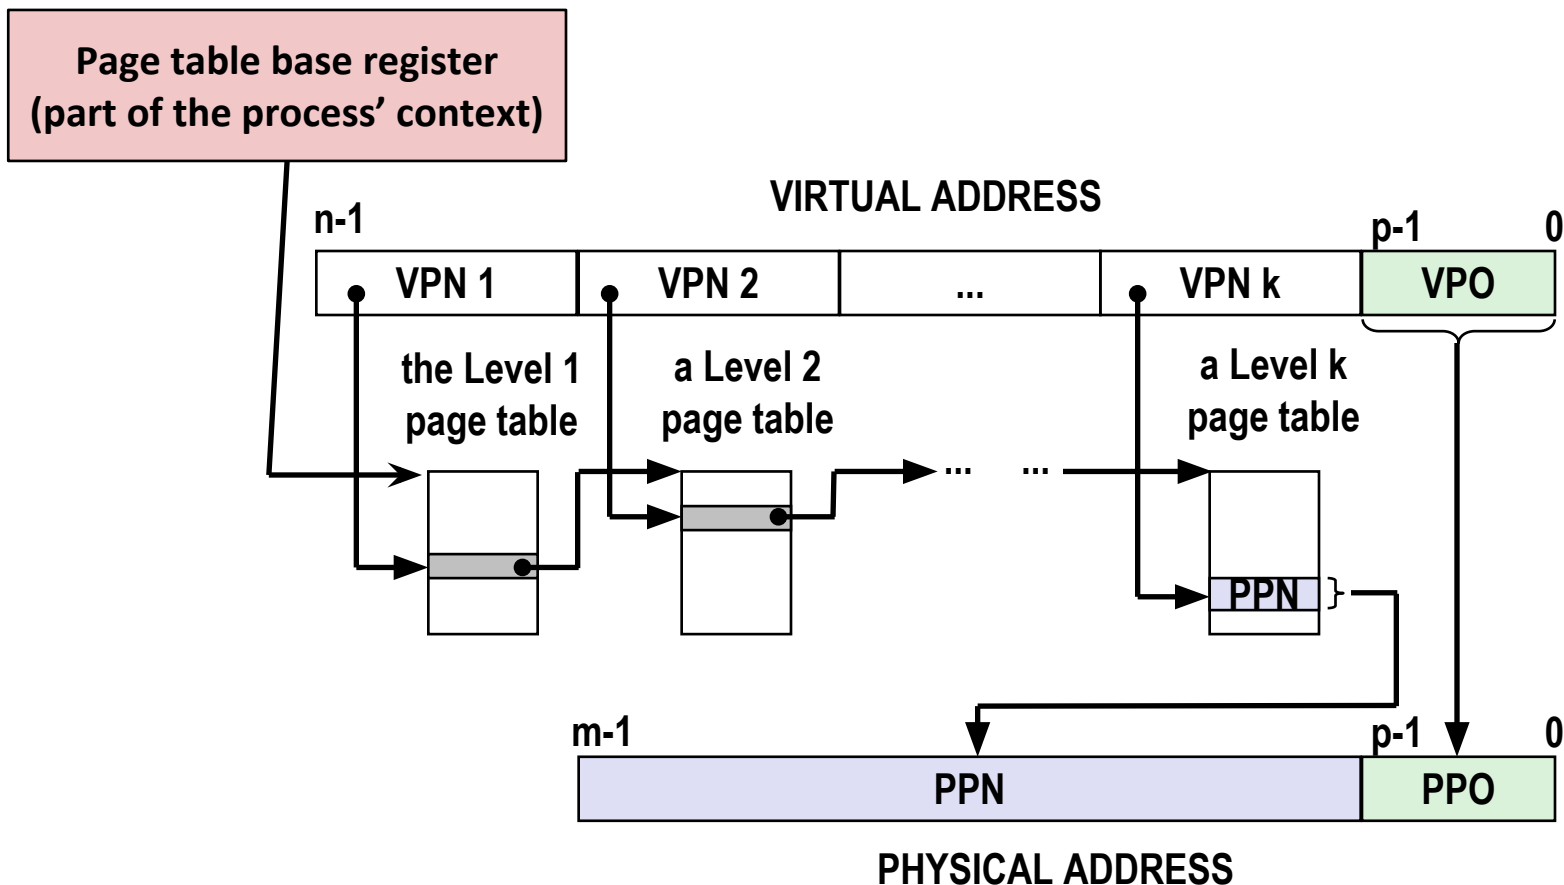 Page table base register
(part of the process’ context)
VIRTUAL ADDRESS
n-1
p-1
0
VPN 1
VPN 2
...
VPN k
VPO
the Level 1
page table
a Level 2
page table
a Level k
page table
...
...
PPN
m-1
p-1
0
PPN
PPO
PHYSICAL ADDRESS